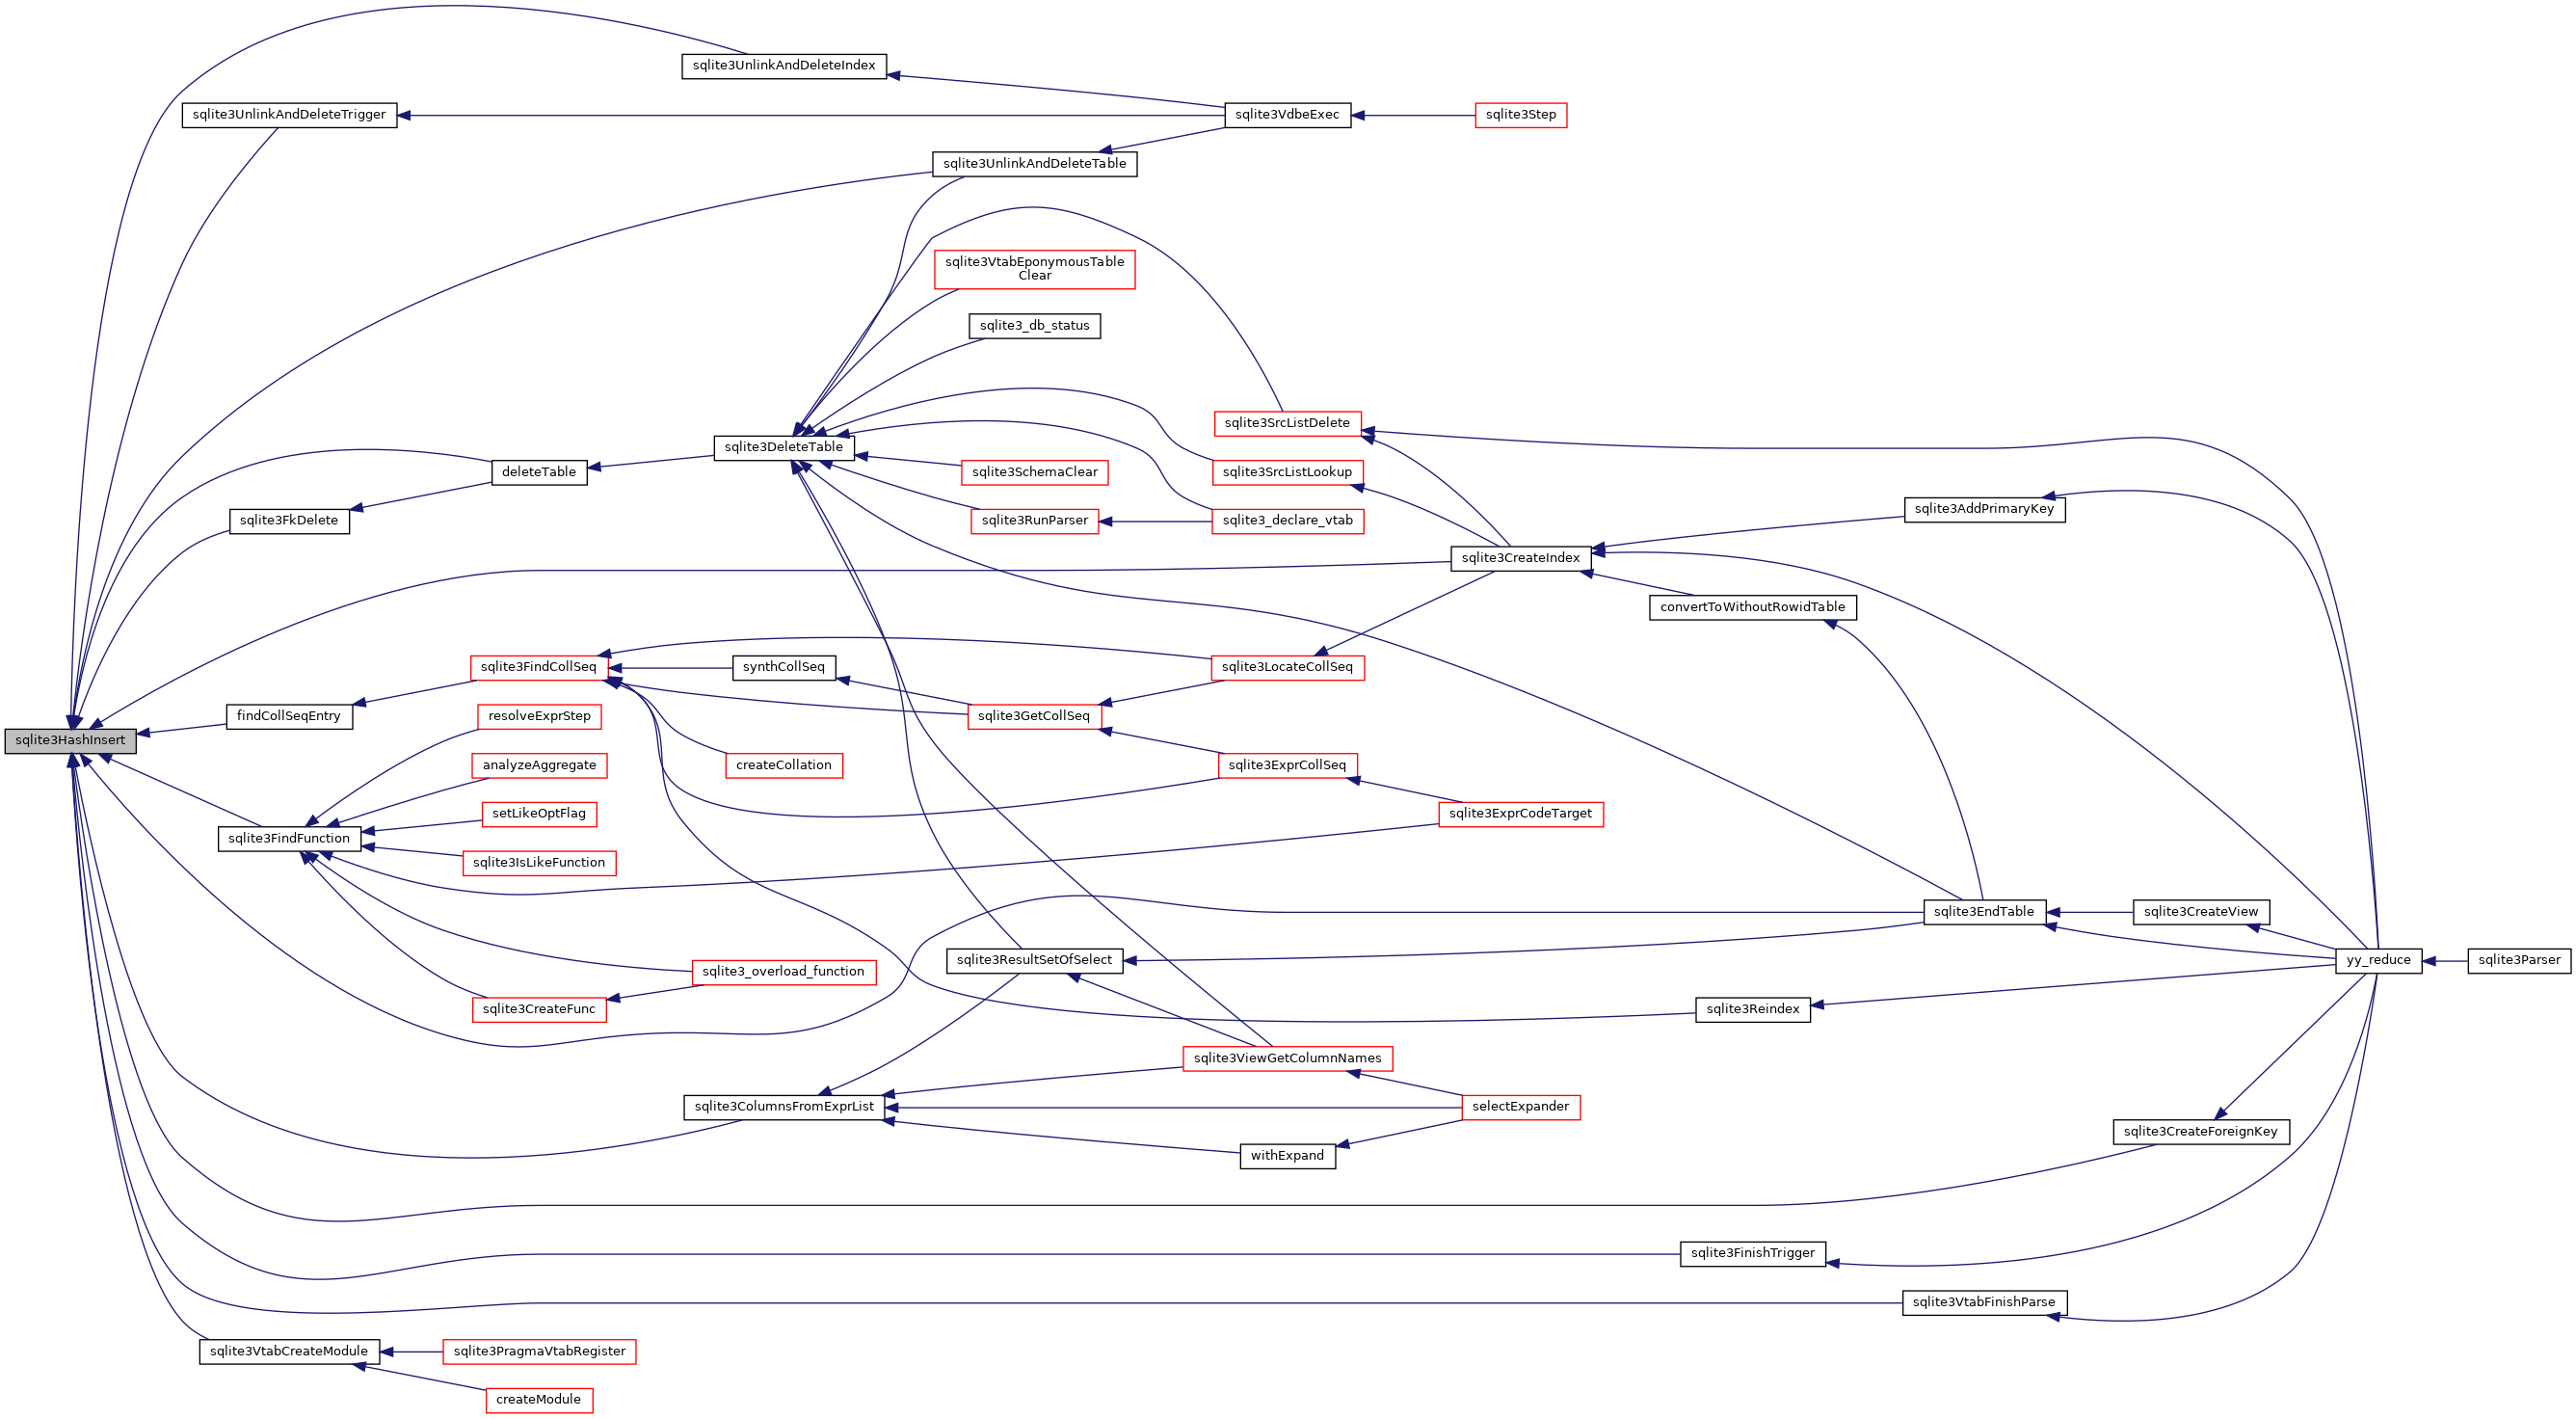 sqlite3UnlinkAndDeleteIndex
sqlite3UnlinkAndDeleteTrigger
sqlite3VdbeExec
sqlite3Step
sqlite3UnlinkAndDeleteTable
sqlite3VtabEponymousTable
Clear
sqlite3_db_status
sqlite3SrcListDelete
sqlite3DeleteTable
deleteTable
sqlite3SchemaClear
sqlite3SrcListLookup
sqlite3FkDelete
sqlite3RunParser
sqlite3_declare_vtab
sqlite3AddPrimaryKey
sqlite3CreateIndex
convertToWithoutRowidTable
sqlite3FindCollSeq
synthCollSeq
sqlite3LocateCollSeq
findCollSeqEntry
resolveExprStep
sqlite3GetCollSeq
sqlite3HashInsert
analyzeAggregate
createCollation
sqlite3ExprCollSeq
setLikeOptFlag
sqlite3ExprCodeTarget
sqlite3FindFunction
sqlite3IsLikeFunction
sqlite3EndTable
sqlite3CreateView
sqlite3_overload_function
sqlite3ResultSetOfSelect
yy_reduce
sqlite3Parser
sqlite3CreateFunc
sqlite3Reindex
sqlite3ViewGetColumnNames
sqlite3ColumnsFromExprList
selectExpander
sqlite3CreateForeignKey
withExpand
sqlite3FinishTrigger
sqlite3VtabFinishParse
sqlite3VtabCreateModule
sqlite3PragmaVtabRegister
createModule